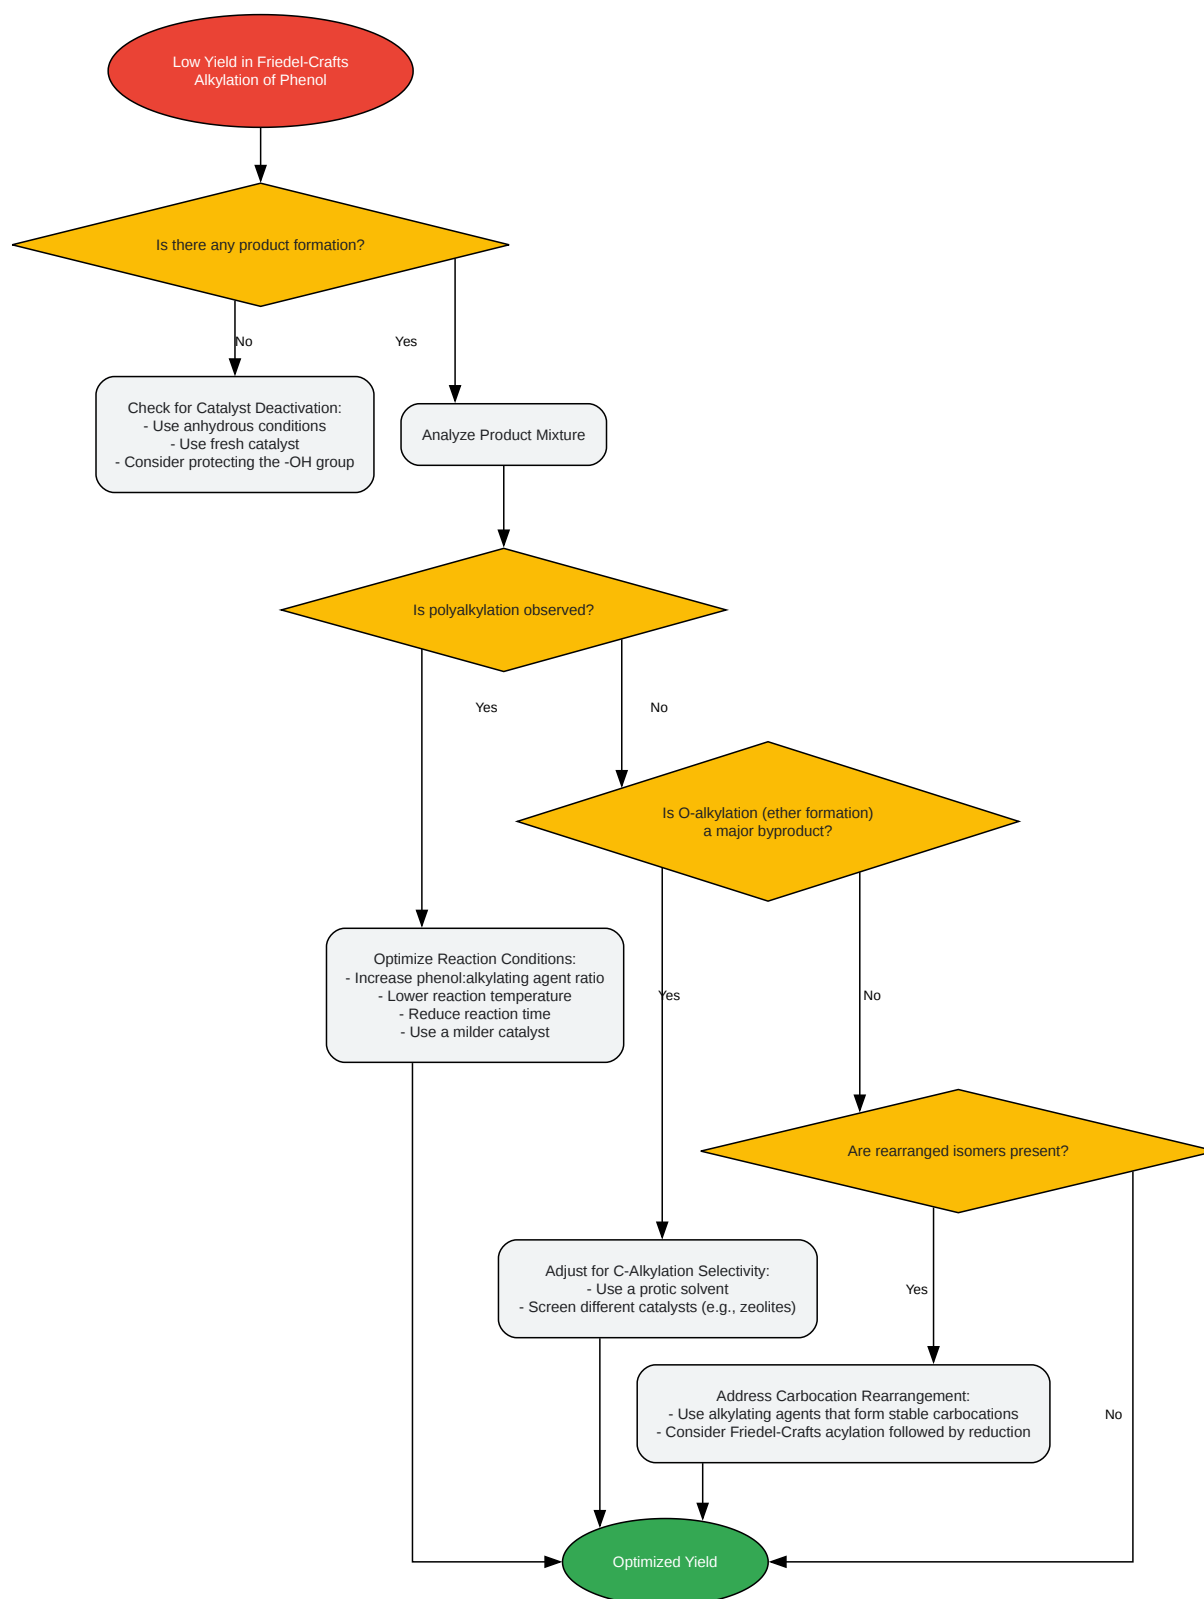 Low Yield in Friedel-Crafts
Alkylation of Phenol
Is there any product formation?
No
Yes
Check for Catalyst Deactivation:
- Use anhydrous conditions
- Use fresh catalyst
- Consider protecting the -OH group
Analyze Product Mixture
Is polyalkylation observed?
Yes
No
Is O-alkylation (ether formation)
a major byproduct?
Optimize Reaction Conditions:
- Increase phenol:alkylating agent ratio
- Lower reaction temperature
- Reduce reaction time
- Use a milder catalyst
Yes
No
Are rearranged isomers present?
Adjust for C-Alkylation Selectivity:
- Use a protic solvent
- Screen different catalysts (e.g., zeolites)
Yes
Address Carbocation Rearrangement:
- Use alkylating agents that form stable carbocations
- Consider Friedel-Crafts acylation followed by reduction
No
Optimized Yield